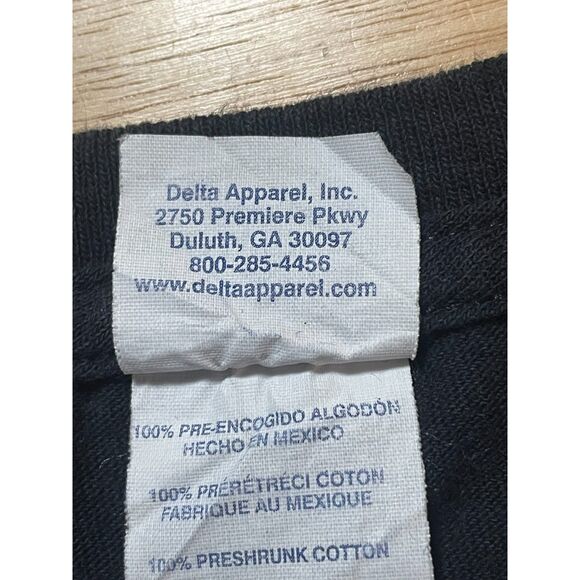 Delta Apparel, Inc.
2750 Premiere Pkwy
Duluth, GA 30097
800-285-4456
www.deltaapparel.com
100% PRE-ENCOGIDO ALGODÓN
HECHO EN MEXICO
100% PRÉRÉTRÉCI COTON
FABRIQUE AU MEXIQUE
100% PRESHRUNK COTTON